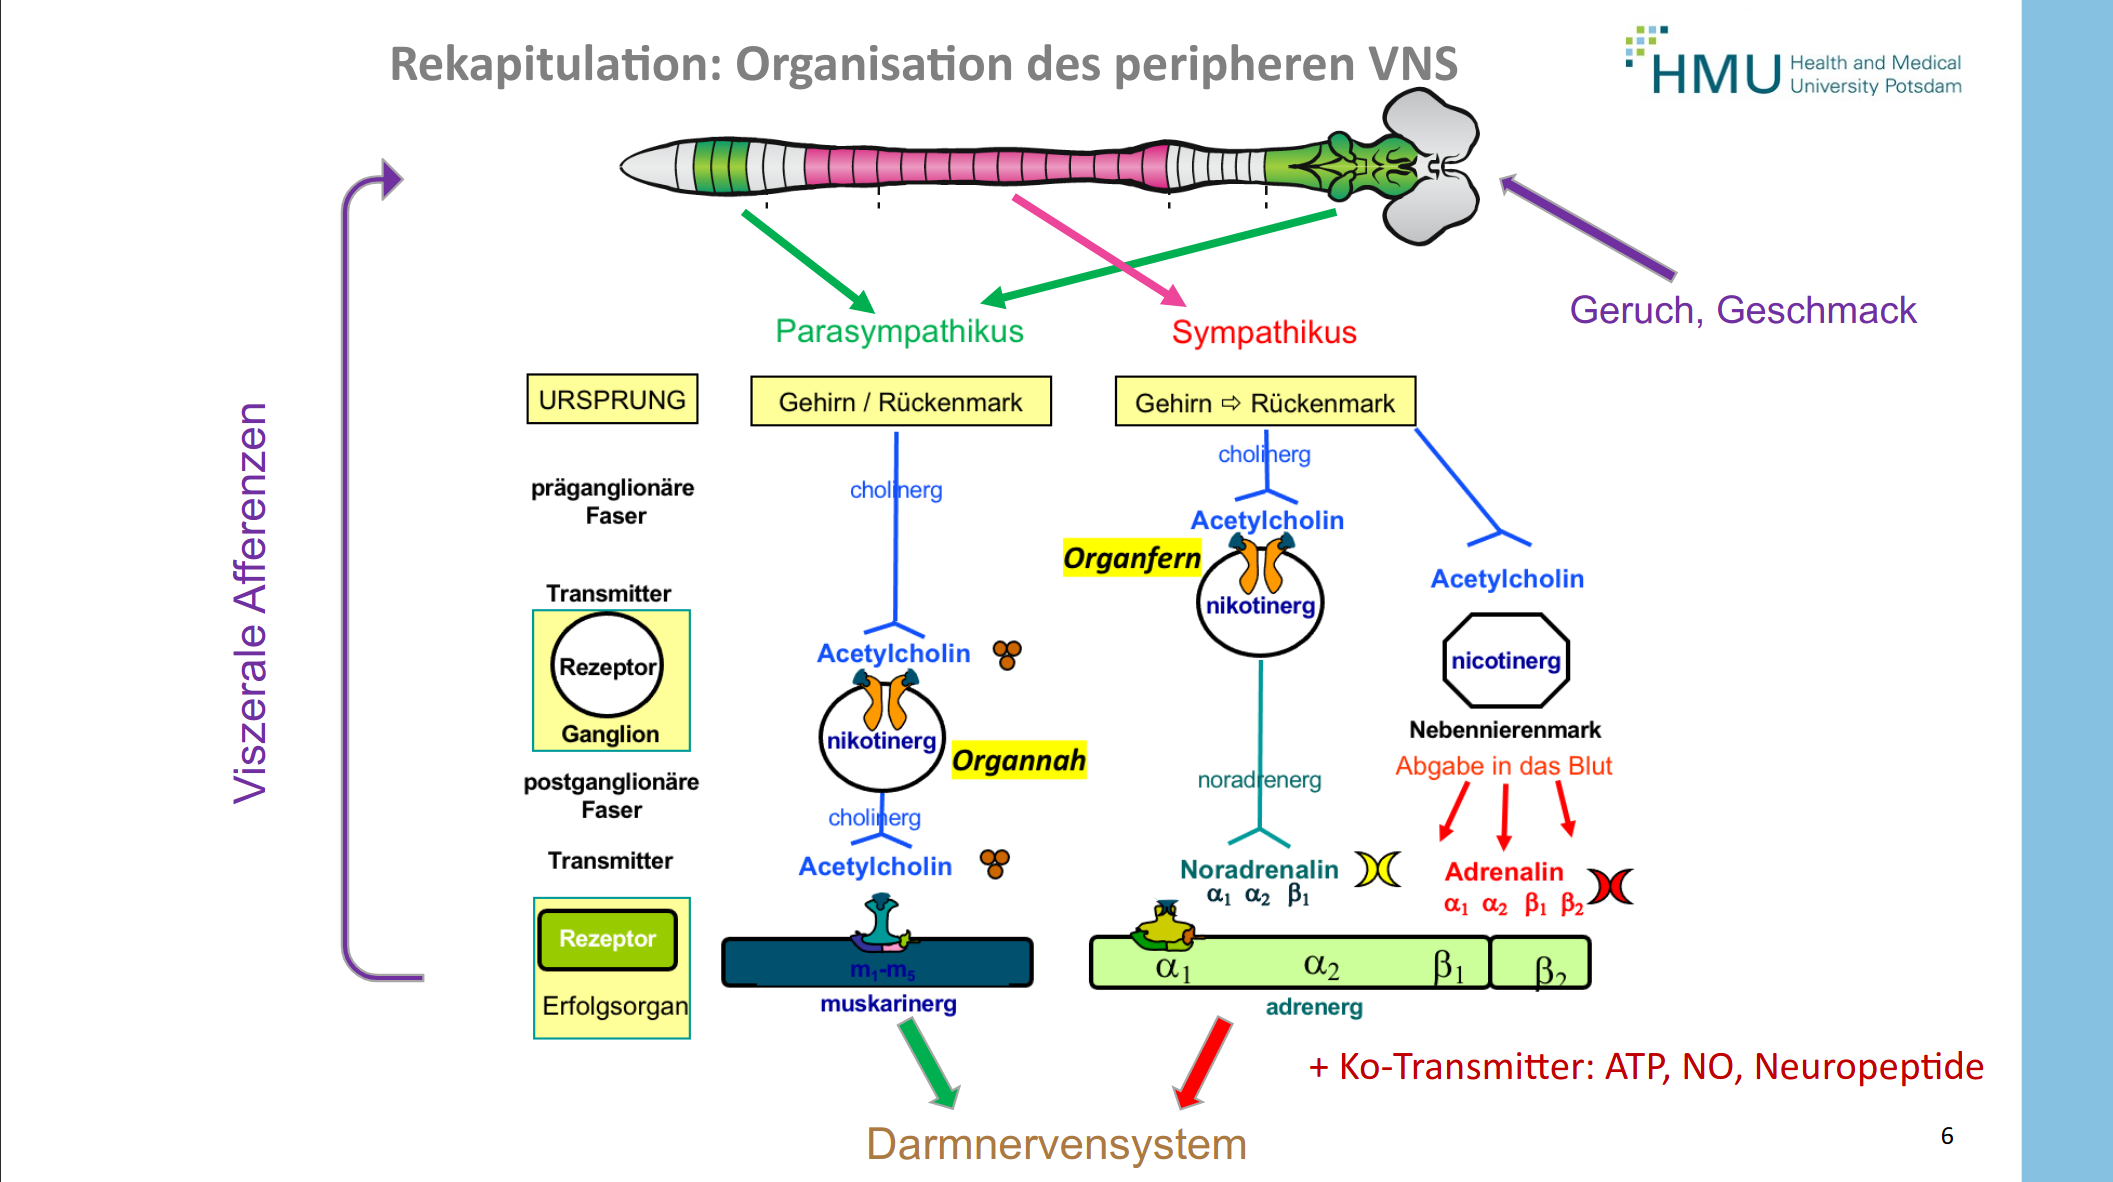 Rekapitulation: Organisation des peripheren VNS
HMU Health and Medical
University Potsdam
Geruch, Geschmack
Parasympathikus
Sympathikus
URSPRUNG
Gehirn / Rückenmark
Gehirn ⇨ Rückenmark
Viszerale Afferenzen
präganglionäre
Faser
cholinerg
cholinerg
Acetylcholin
Organfern
nikotinerg
Acetylcholin
Transmitter
Rezeptor
Ganglion
Acetylcholin
nikotinerg
Organnah
nicotinerg
Nebennierenmark
Abgabe in das Blut
postganglionäre
Faser
cholinerg
noradrenerg
Transmitter
Acetylcholin
Noradrenalin
α₁ α₂ β₁
Adrenalin
α₁ α₂ β₁ β₂
Rezeptor
Erfolgsorgan
m₁-m₅
muskarinerg
α₁ α₂ β₁ β₂
adrenerg
+ Ko-Transmitter: ATP, NO, Neuropeptide
Darmnervensystem
6